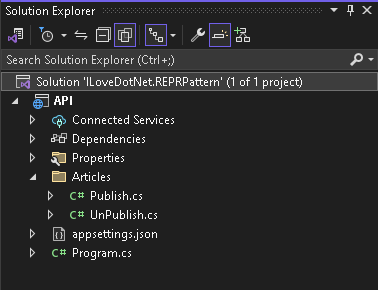 Solution Explorer
Search Solution Explorer (Ctrl+;)
Solution 'ILoveDotNet.REPRPattern' (1 of 1 project)
API
Connected Services
Dependencies
Properties
Articles
C# Publish.cs
C# UnPublish.cs
appsettings.json
C# Program.cs